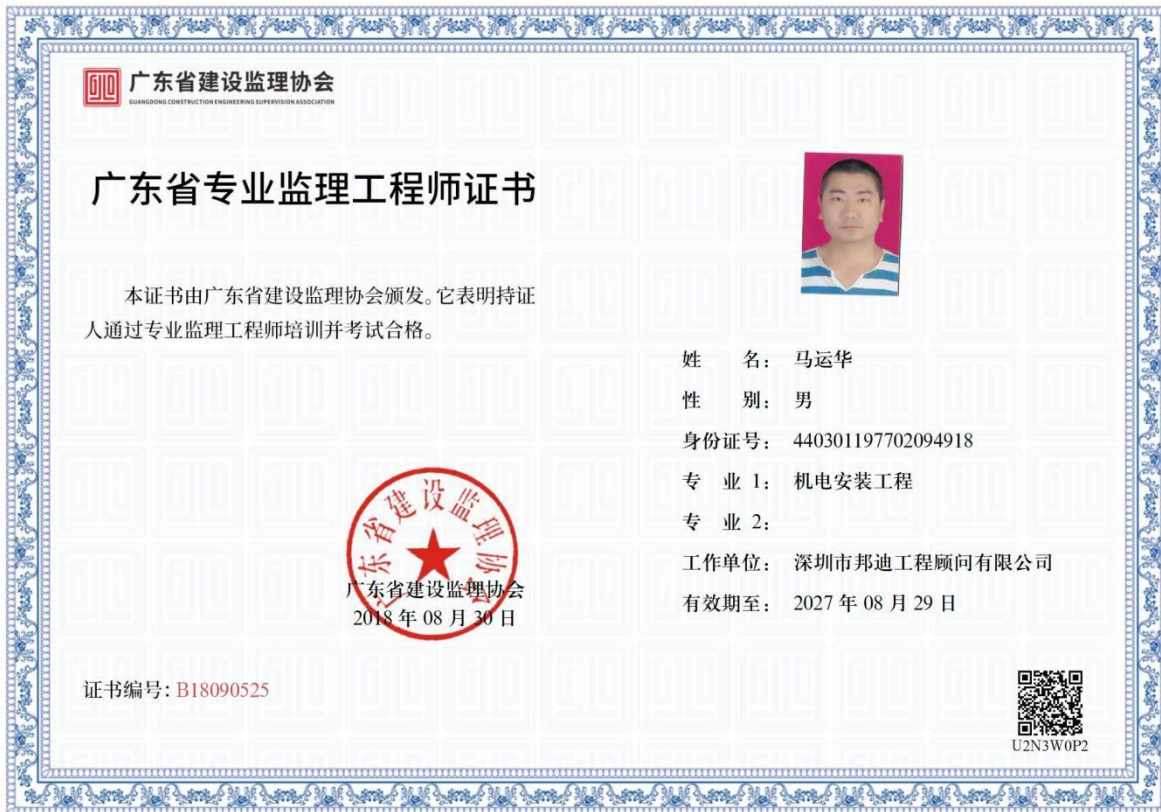 广东省建设监理协会
GUANGDONG CONSTRUCTION ENGINEERING SUPERVISION ASSOCIATION
广东省专业监理工程师证书
本证书由广东省建设监理协会颁发。它表明持证
人通过专业监理工程师培训并考试合格。
姓 名： 马运华
性 别： 男
身份证号： 440301197702094918
专 业 1： 机电安装工程
专 业 2：
工作单位： 深圳市邦迪工程顾问有限公司
有效期至： 2027 年 08 月 29 日
广东省建设监理协会
广东省建设监理协会
2018 年 08 月 30 日
证书编号：B18090525
U2N3W0P2